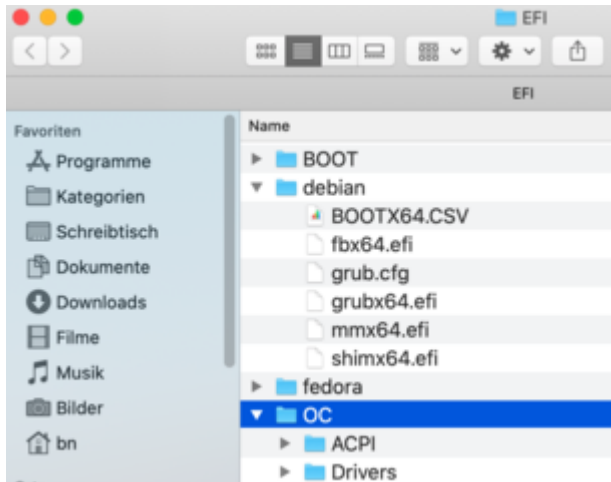 EFI
EFI
Favoriten
Programme
Kategorien
Schreibtisch
Dokumente
Downloads
Filme
Musik
Bilder
bn
Name
BOOT
debian
BOOTX64.CSV
fbx64.efi
grub.cfg
grubx64.efi
mmx64.efi
shimx64.efi
fedora
OC
ACPI
Drivers